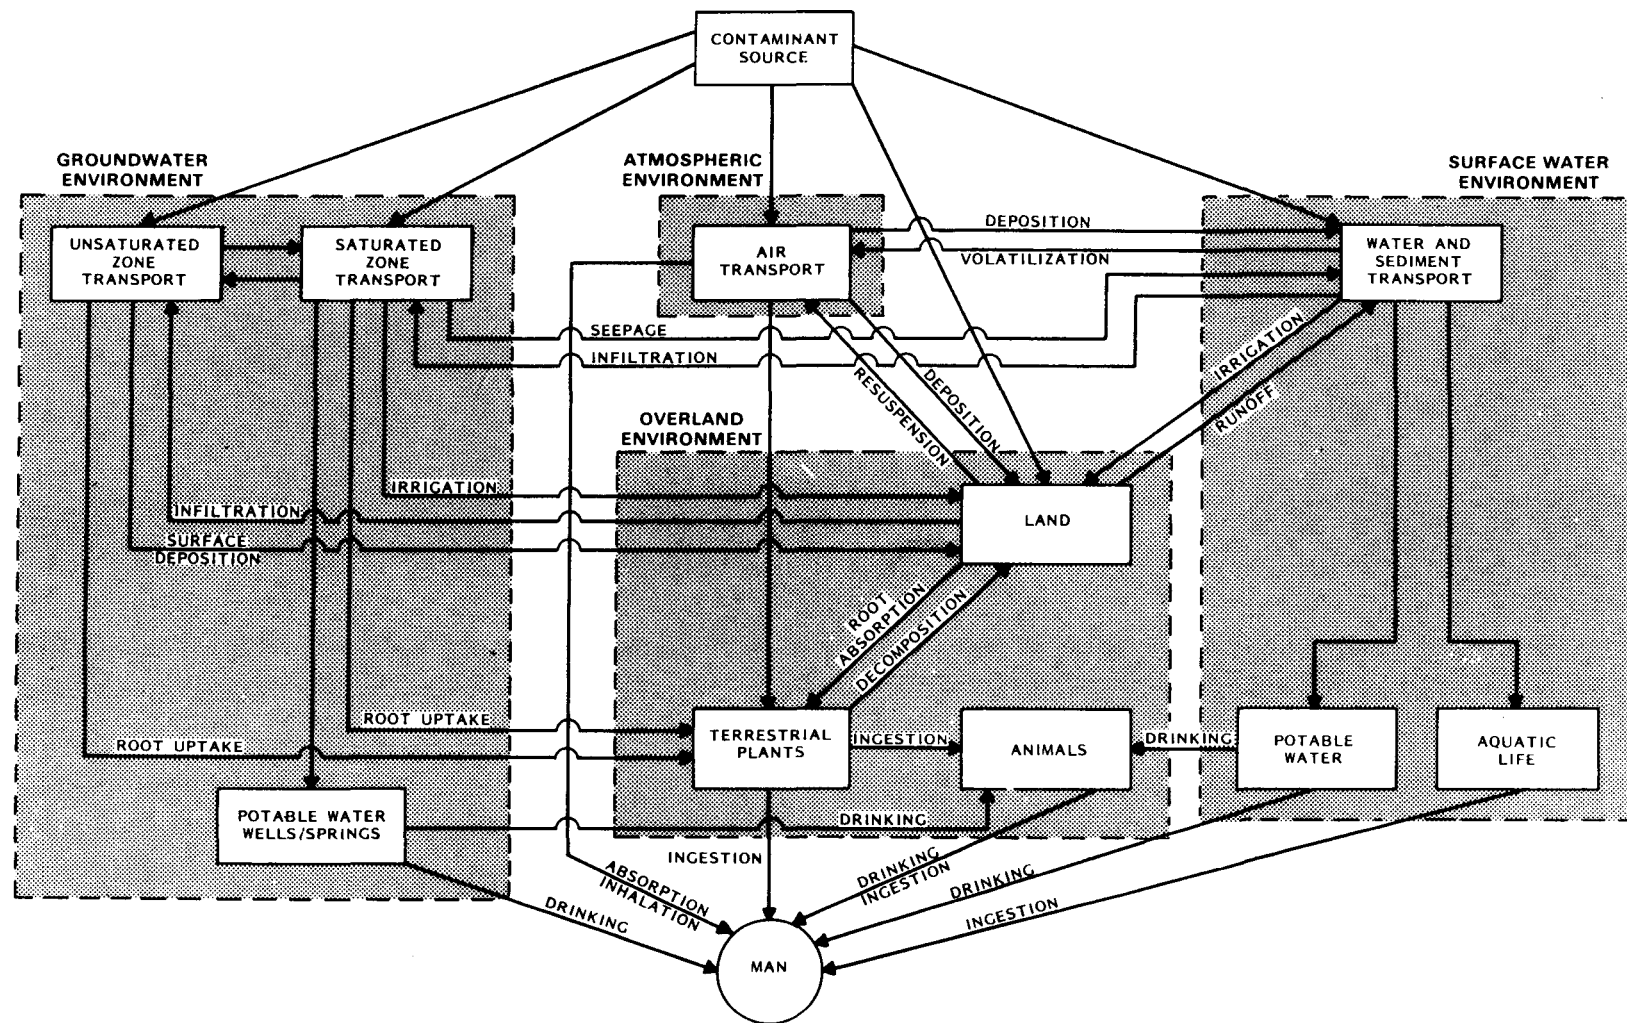 CONTAMINANT
SOURCE
GROUNDWATER
ENVIRONMENT
ATMOSPHERIC
ENVIRONMENT
SURFACE WATER
ENVIRONMENT
UNSATURATED
ZONE
TRANSPORT
SATURATED
ZONE
TRANSPORT
AIR
TRANSPORT
DEPOSITION
VOLATILIZATION
WATER AND
SEDIMENT
TRANSPORT
SEEPAGE
INFILTRATION
RESUSPENSION
DEPOSITION
IRRIGATION
RUNOFF
OVERLAND
ENVIRONMENT
IRRIGATION
INFILTRATION
SURFACE
DEPOSITION
LAND
ROOT
ABSORPTION
DECOMPOSITION
ROOT UPTAKE
ROOT UPTAKE
TERRESTRIAL
PLANTS
INGESTION
ANIMALS
DRINKING
POTABLE
WATER
AQUATIC
LIFE
POTABLE WATER
WELLS/SPRINGS
DRINKING
INGESTION
ABSORPTION
INHALATION
DRINKING
DRINKING
INGESTION
DRINKING
INGESTION
MAN